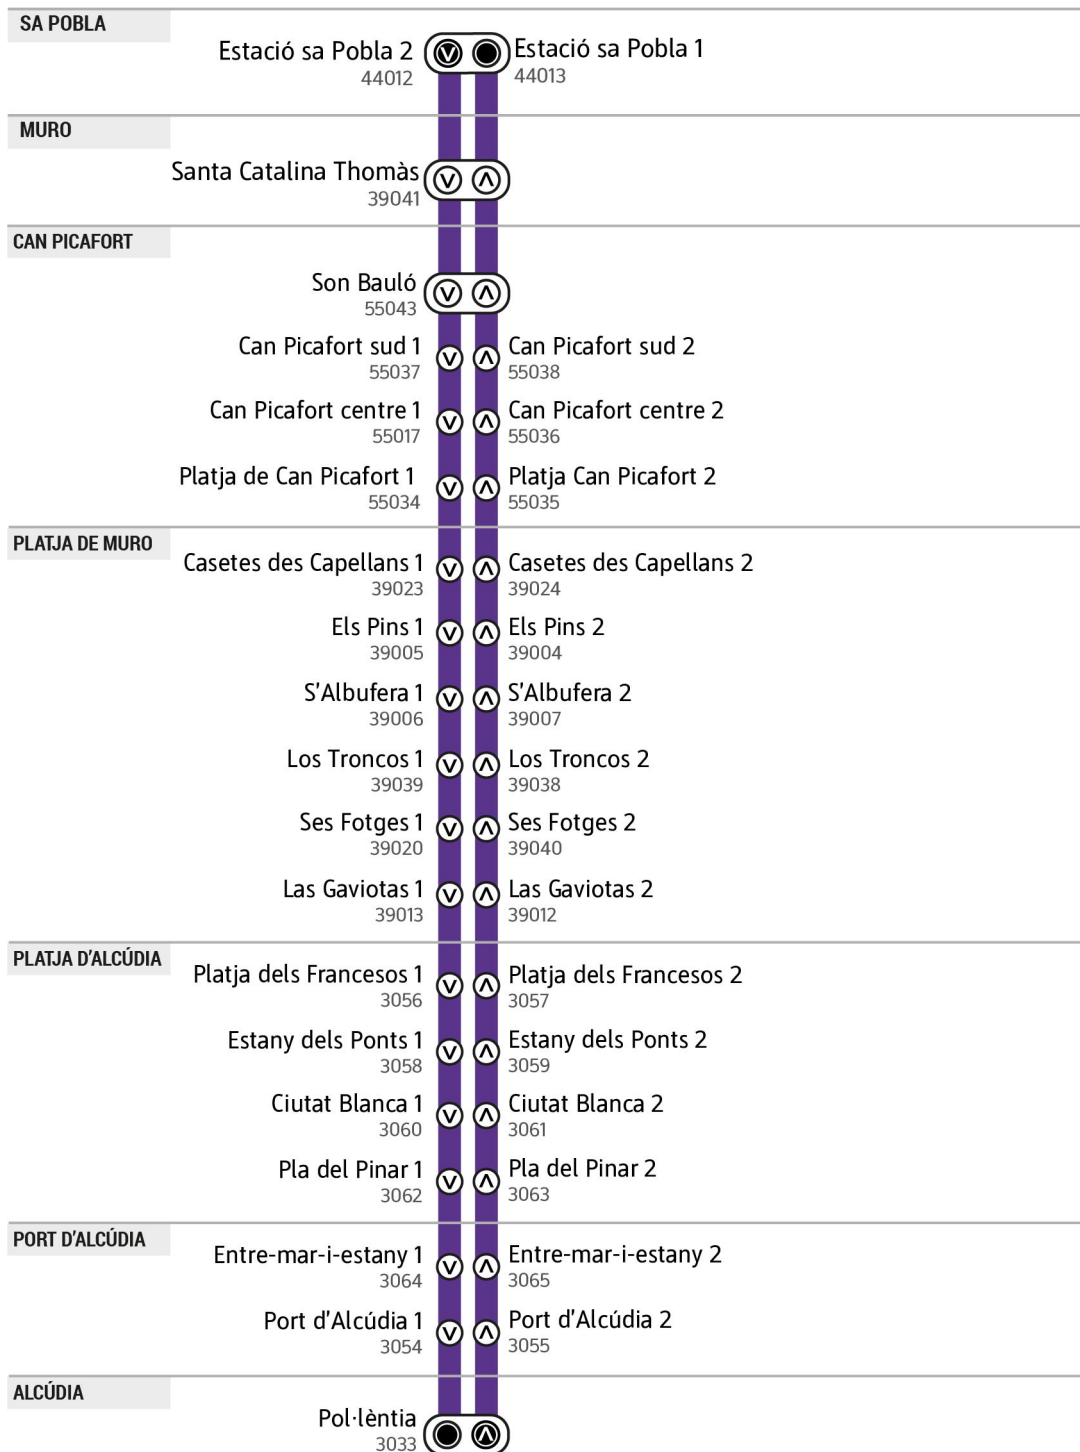 SA POBLA
Estació sa Pobla 2
44012
Estació sa Pobla 1
44013
MURO
Santa Catalina Thomàs
39041
CAN PICAFORT
Son Bauló
55043
Can Picafort sud 1
55037
Can Picafort sud 2
55038
Can Picafort centre 1
55017
Can Picafort centre 2
55036
Platja de Can Picafort 1
55034
Platja Can Picafort 2
55035
PLATJA DE MURO
Casetes des Capellans 1
39023
Casetes des Capellans 2
39024
Els Pins 1
39005
Els Pins 2
39004
S'Albufera 1
39006
S'Albufera 2
39007
Los Troncos 1
39039
Los Troncos 2
39038
Ses Fotges 1
39020
Ses Fotges 2
39040
Las Gaviotas 1
39013
Las Gaviotas 2
39012
PLATJA D'ALCÚDIA
Platja dels Francesos 1
3056
Platja dels Francesos 2
3057
Estany dels Ponts 1
3058
Estany dels Ponts 2
3059
Ciutat Blanca 1
3060
Ciutat Blanca 2
3061
Pla del Pinar 1
3062
Pla del Pinar 2
3063
PORT D'ALCÚDIA
Entre-mar-i-estany 1
3064
Entre-mar-i-estany 2
3065
Port d'Alcúdia 1
3054
Port d'Alcúdia 2
3055
ALCÚDIA
Pol·lèntia
3033